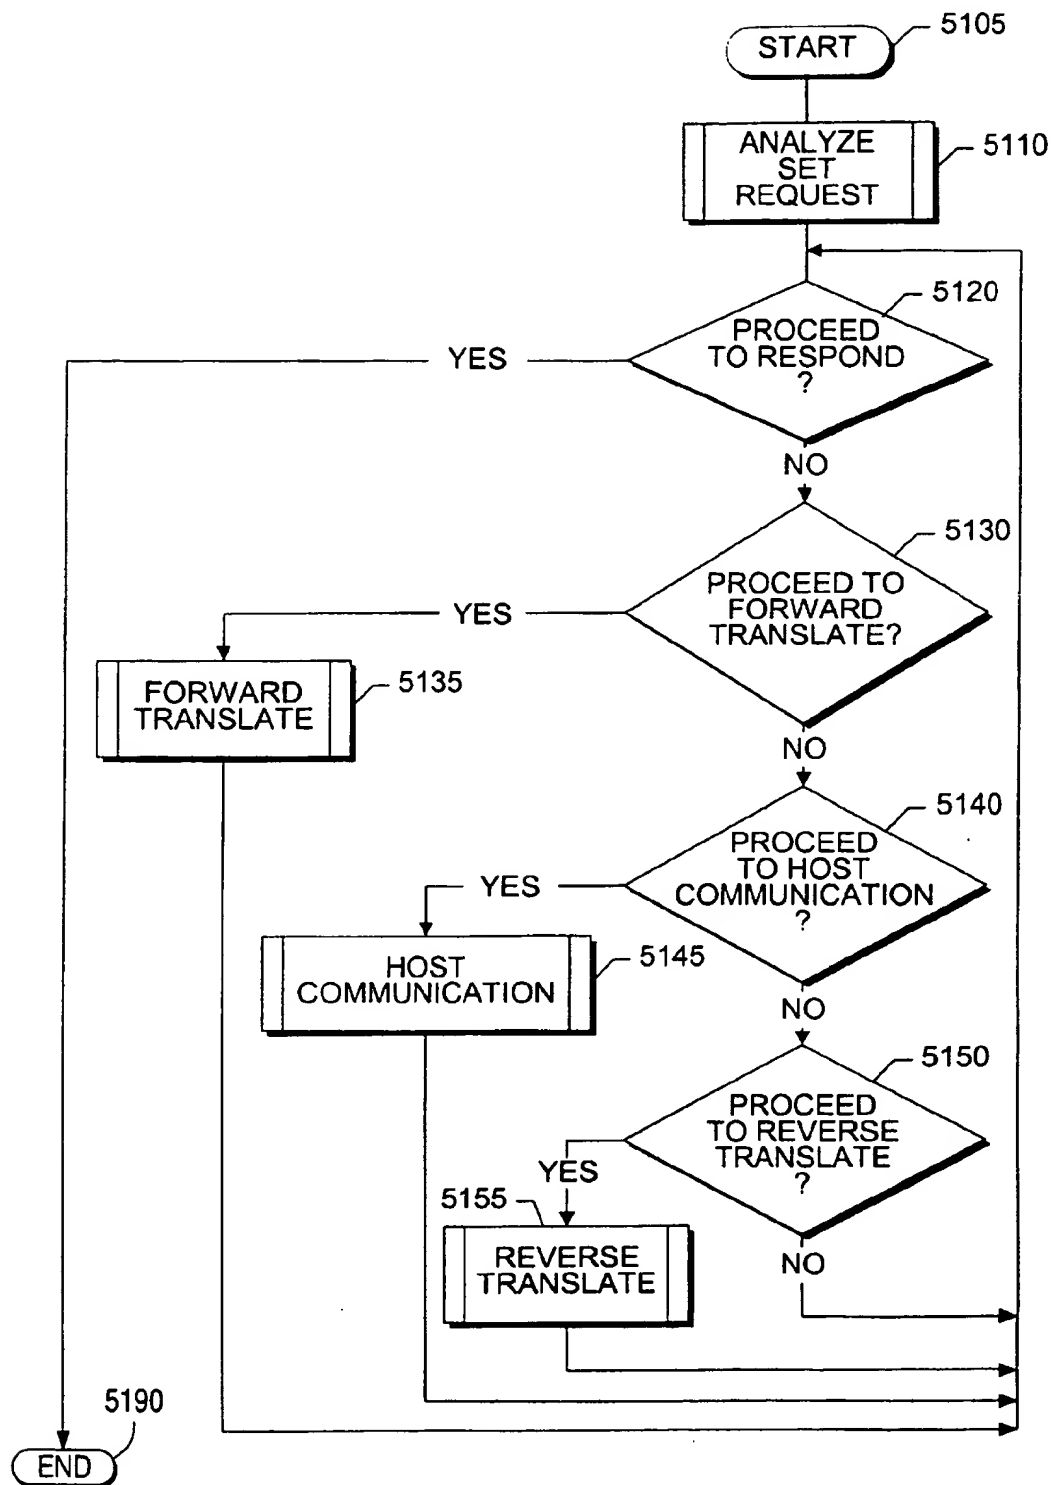 START
5105
ANALYZE
SET
REQUEST
5110
5120
PROCEED
TO RESPOND
?
YES
NO
5130
PROCEED TO
FORWARD
TRANSLATE?
YES
FORWARD
TRANSLATE
5135
NO
5140
PROCEED
TO HOST
COMMUNICATION
?
YES
HOST
COMMUNICATION
5145
NO
5150
PROCEED
TO REVERSE
TRANSLATE
?
YES
5155
REVERSE
TRANSLATE
NO
5190
END